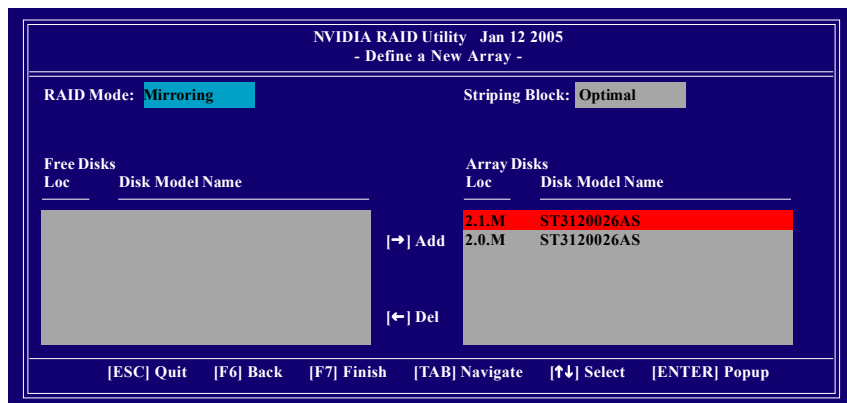 NVIDIA RAID Utility Jan 12 2005
- Define a New Array -
RAID Mode: Mirroring Striping Block: Optimal
Free Disks Array Disks
Loc Disk Model Name Loc Disk Model Name
2.1.M ST3120026AS
[→] Add 2.0.M ST3120026AS
[←] Del
[ESC] Quit [F6] Back [F7] Finish [TAB] Navigate [↑↓] Select [ENTER] Popup